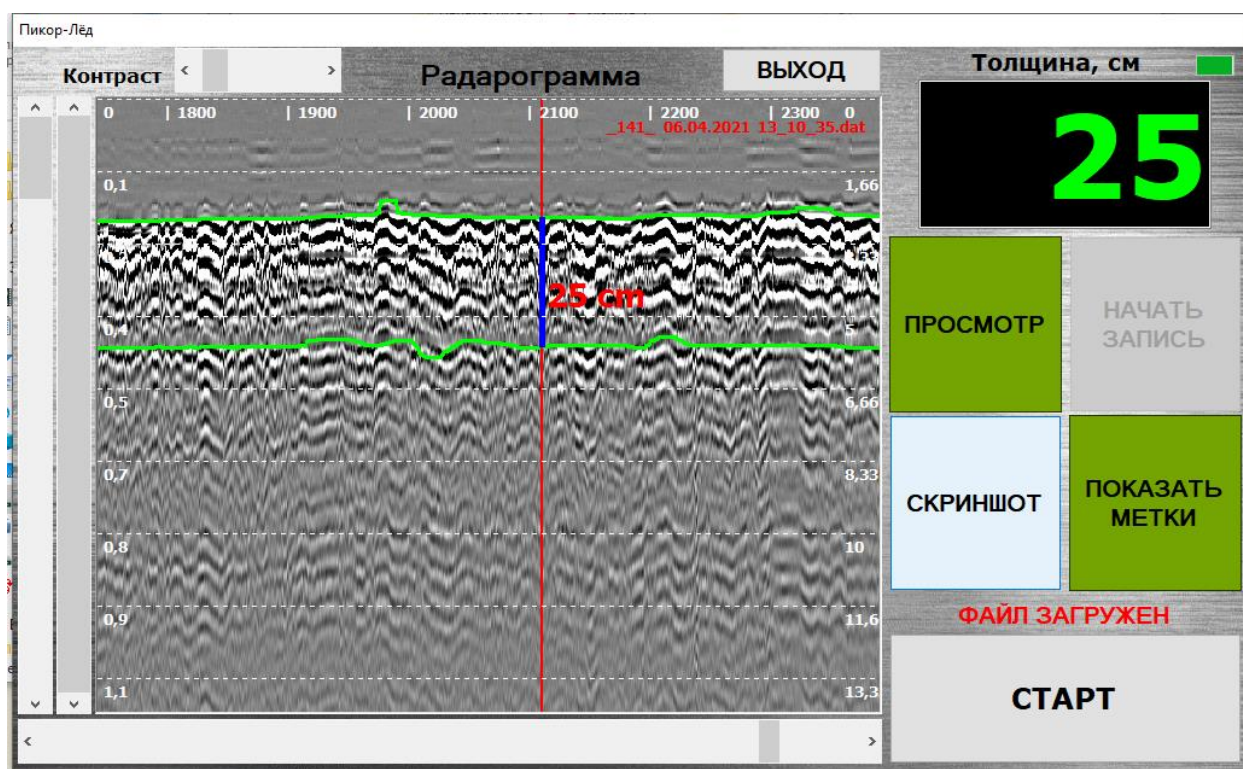 Пикор-Лёд
Контраст
Радарограмма
ВЫХОД
Толщина, см
0 | 1800 | 1900 | 2000 | 2100 | 2200 | 2300 0
_141_ 06.04.2021 13_10_35.dat
25
0,1 1,66
25 cm
0,4
0,5 6,66
0,7 8,33
0,8 10
0,9 11,6
1,1 13,3
ПРОСМОТР
НАЧАТЬ
ЗАПИСЬ
СКРИНШОТ
ПОКАЗАТЬ
МЕТКИ
ФАЙЛ ЗАГРУЖЕН
СТАРТ